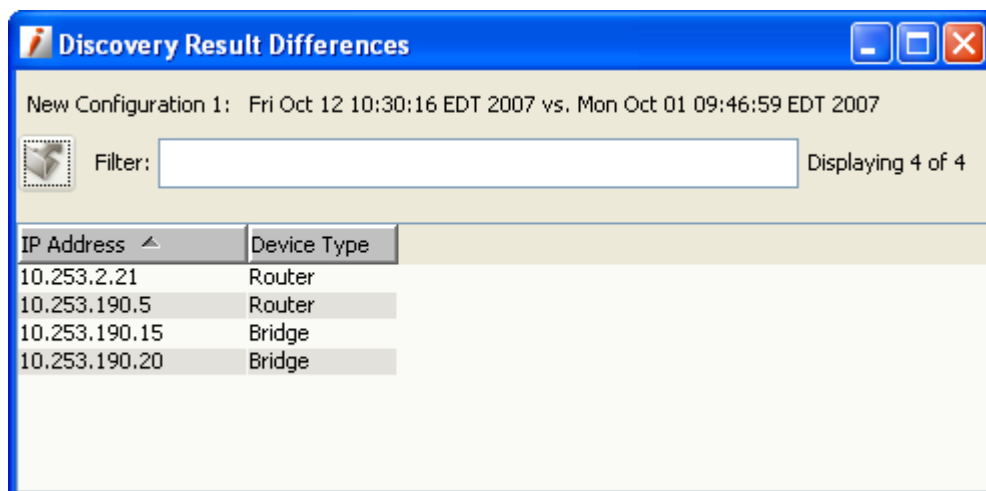 Discovery Result Differences
New Configuration 1: Fri Oct 12 10:30:16 EDT 2007 vs. Mon Oct 01 09:46:59 EDT 2007
Filter: Displaying 4 of 4
IP Address Device Type
10.253.2.21 Router
10.253.190.5 Router
10.253.190.15 Bridge
10.253.190.20 Bridge